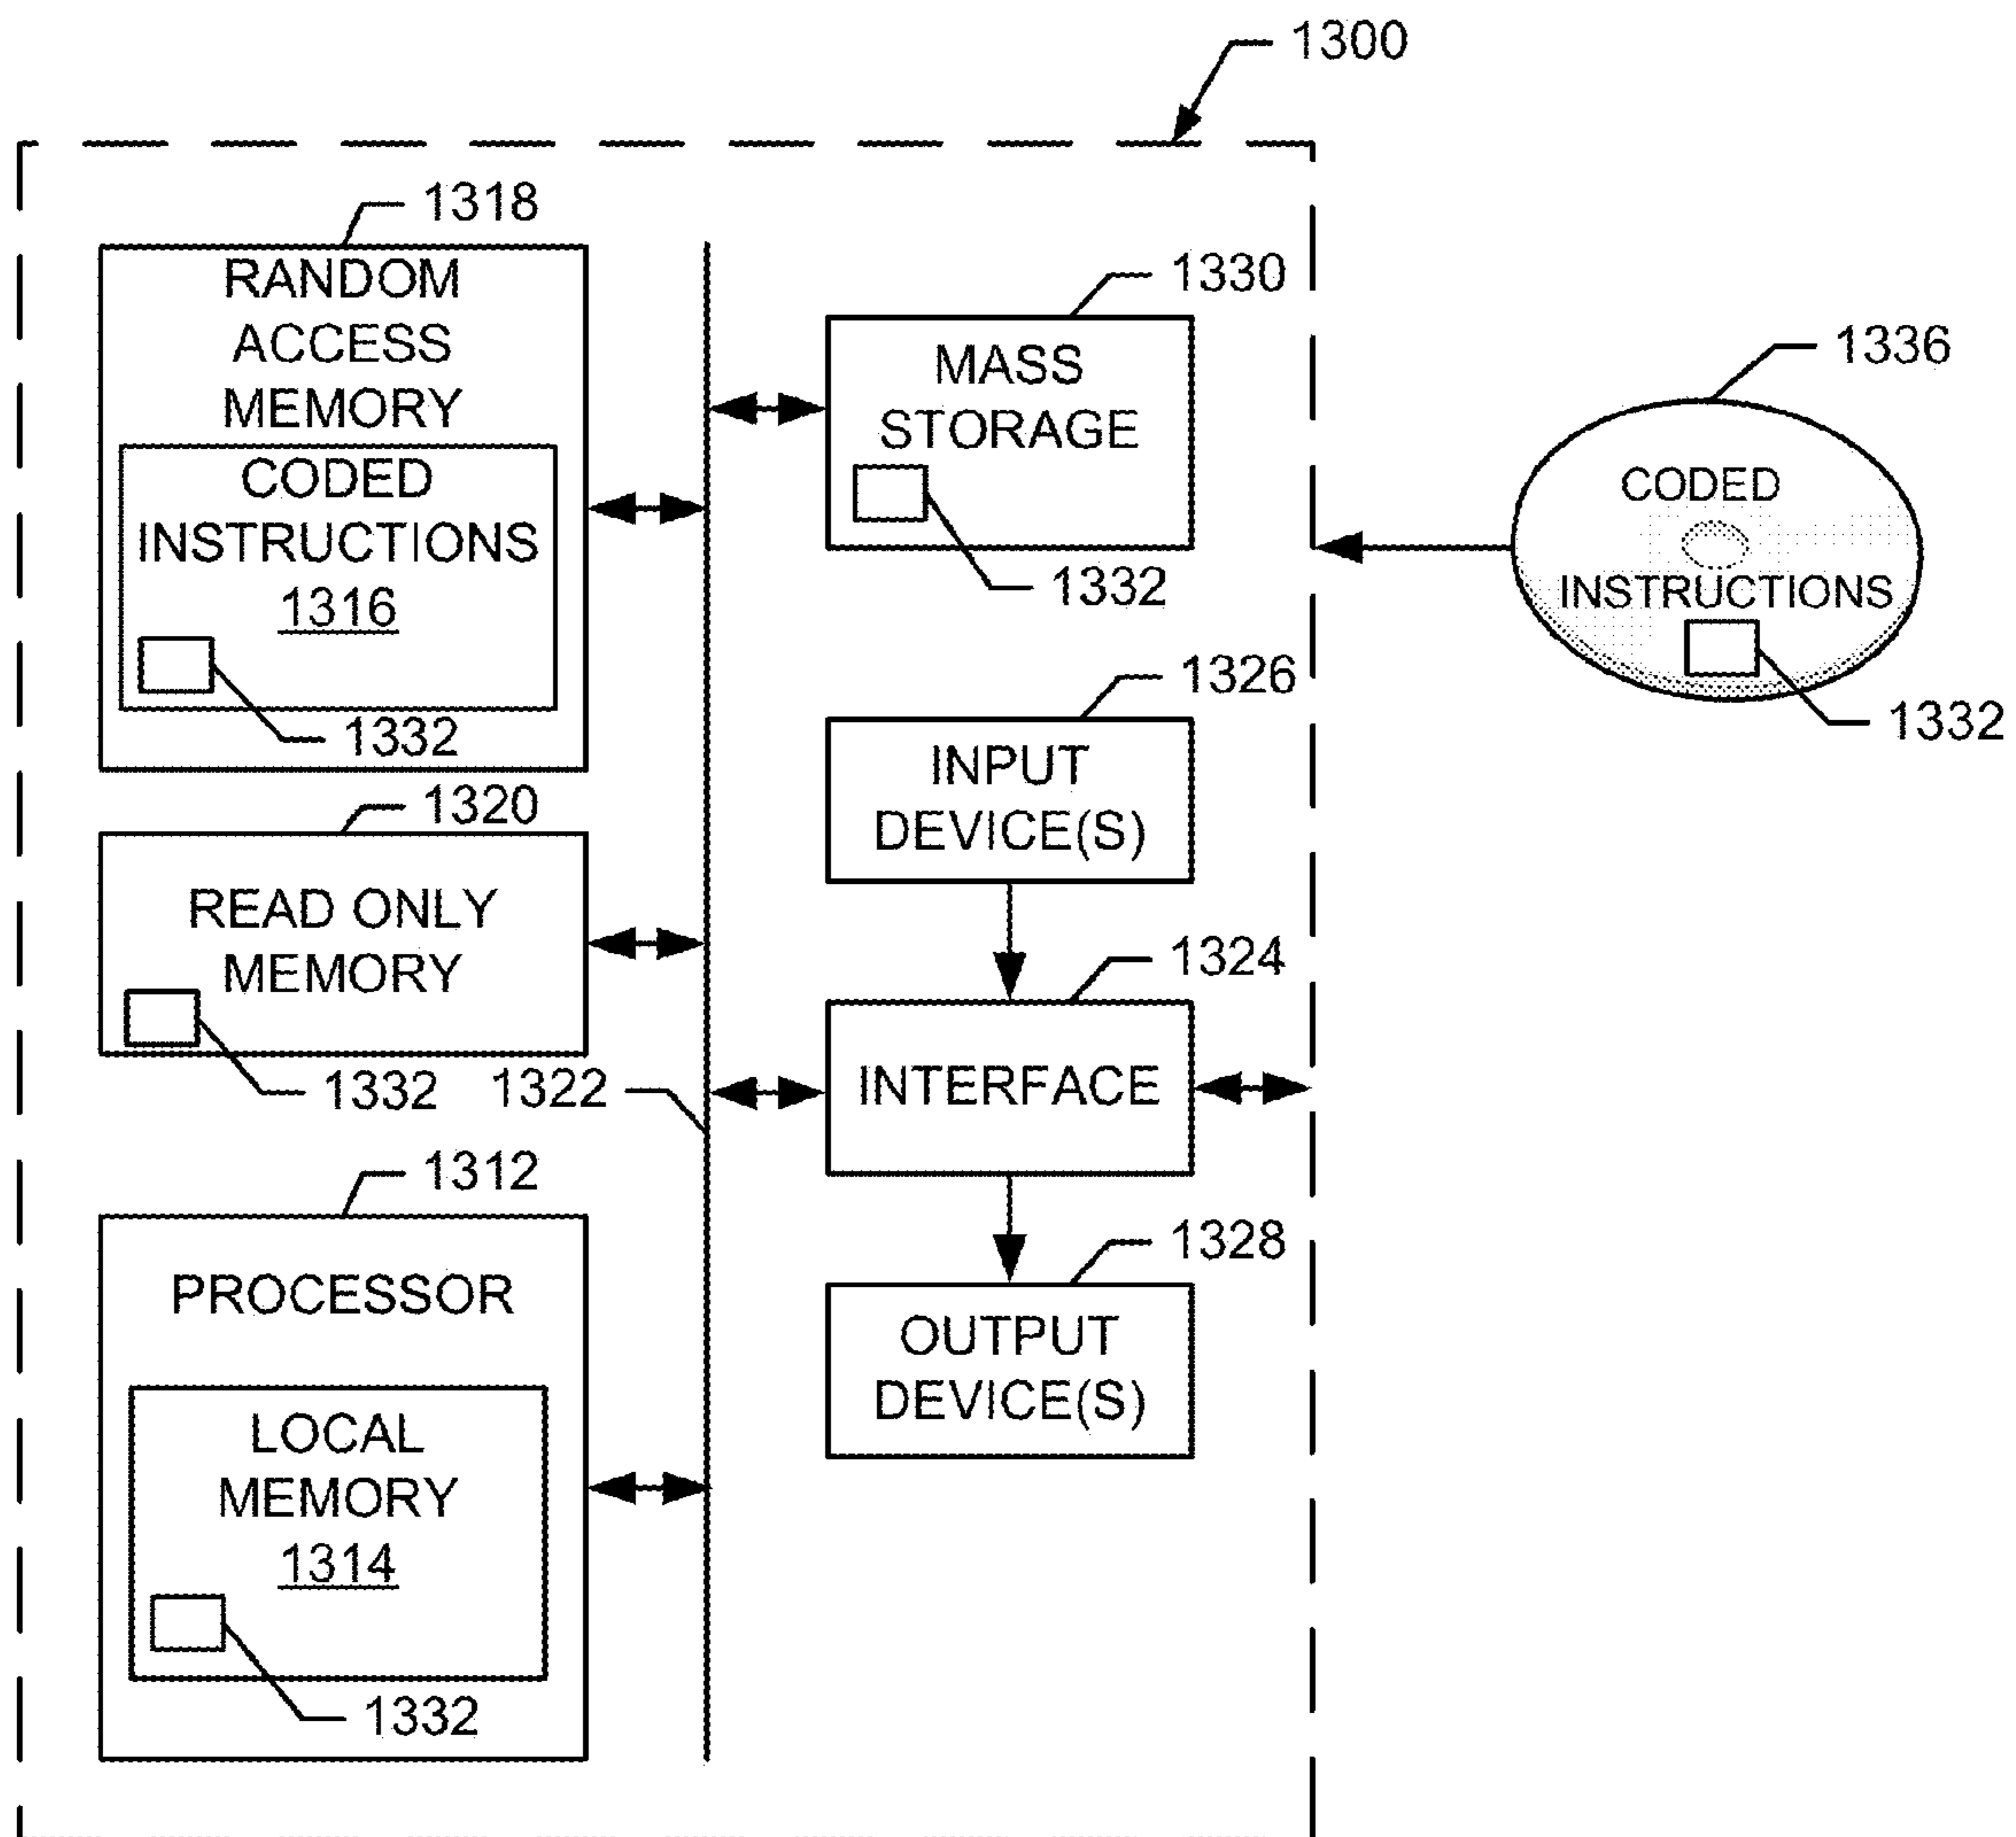 1300
1318
RANDOM
ACCESS
MEMORY
CODED
INSTRUCTIONS
1316
1332
1320
READ ONLY
MEMORY
1332
1322
1312
PROCESSOR
LOCAL
MEMORY
1314
1332
1330
MASS
STORAGE
1332
1326
INPUT
DEVICE(S)
1324
INTERFACE
1328
OUTPUT
DEVICE(S)
1336
CODED
INSTRUCTIONS
1332